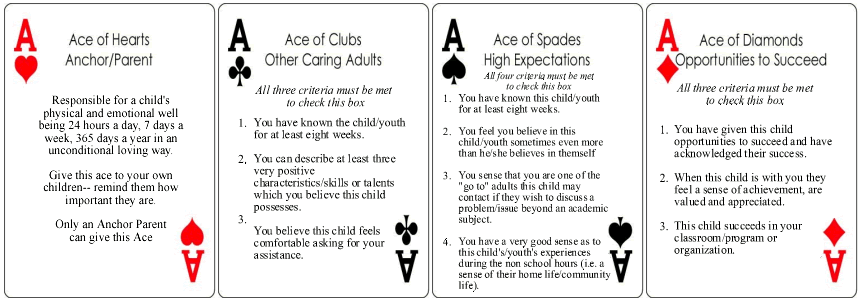 A
Ace of Hearts
Anchor/Parent
Responsible for a child's
physical and emotional well
being 24 hours a day, 7 days a
week, 365 days a year in an
unconditional loving way.
Give this ace to your own
children-- remind them how
important they are.
Only an Anchor Parent
can give this Ace
A
A
Ace of Clubs
Other Caring Adults
All three criteria must be met
to check this box
1. You have known the child/youth
for at least eight weeks.
2. You can describe at least three
very positive
characteristics/skills or talents
which you believe this child
possesses.
3.
You believe this child feels
comfortable asking for your
assistance.
A
A
Ace of Spades
High Expectations
All four criteria must be met
to check this box
1. You have known this child/youth
for at least eight weeks.
2. You feel you believe in this
child/youth sometimes even more
than he/she believes in themself
3. You sense that you are one of the
"go to" adults this child may
contact if they wish to discuss a
problem/issue beyond an academic
subject.
4. You have a very good sense as to
this child's/youth's experiences
during the non school hours (i.e. a
sense of their home life/community
life).
A
A
Ace of Diamonds
Opportunities to Succeed
All three criteria must be met
to check this box
1. You have given this child
opportunities to succeed and have
acknowledged their success.
2. When this child is with you they
feel a sense of achievement, are
valued and appreciated.
3. This child succeeds in your
classroom/program or
organization.
A